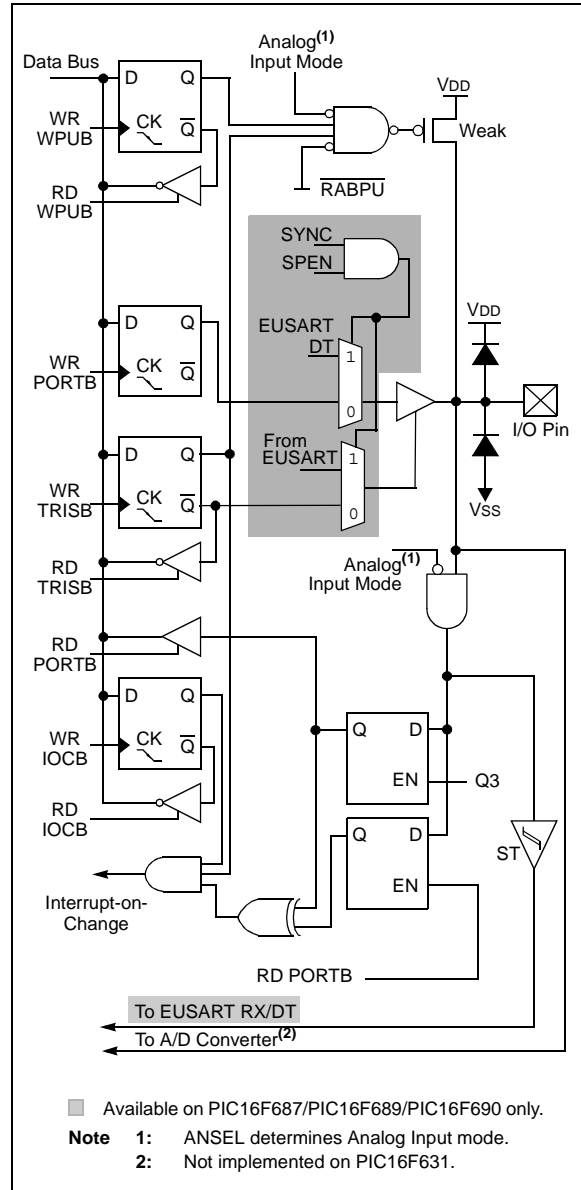 Analog(1)
Input Mode
Data Bus
D Q
CK Q
WR
WPUB
VDD
Weak
RABPU
RD
WPUB
SYNC
SPEN
EUSART
DT
1
0
D Q
CK Q
WR
PORTB
VDD
I/O Pin
VSS
From
EUSART
1
0
D Q
CK Q
WR
TRISB
RD
TRISB
Analog(1)
Input Mode
RD
PORTB
D Q
CK Q
WR
IOCB
RD
IOCB
Q D
EN
Q3
Q D
EN
ST
Interrupt-on-
Change
RD PORTB
To EUSART RX/DT
To A/D Converter(2)
Available on PIC16F687/PIC16F689/PIC16F690 only.
Note 1: ANSEL determines Analog Input mode.
2: Not implemented on PIC16F631.